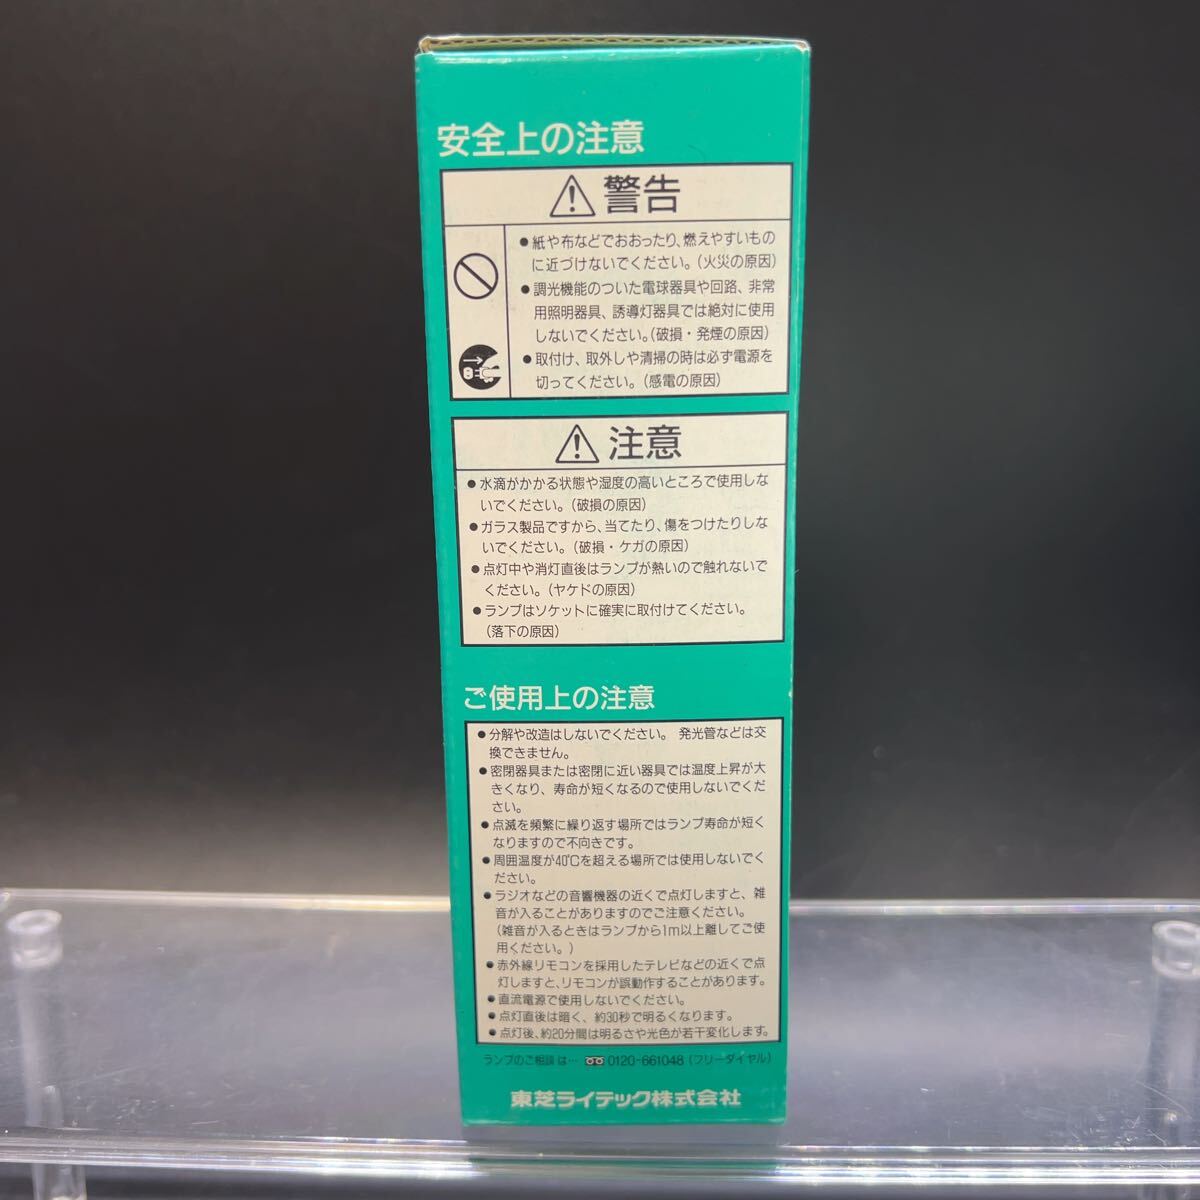 安全上の注意
⚠警告
●紙や布などでおおったり、燃えやすいもの
に近づけないでください。(火災の原因)
●調光機能のついた電球器具や回路、非常
用照明器具、誘導灯器具では絶対に使用
しないでください。(破損・発煙の原因)
●取付け、取外しや清掃の時は必ず電源を
切ってください。(感電の原因)
⚠注意
●水滴がかかる状態や湿度の高いところで使用しな
いでください。(破損の原因)
●ガラス製品ですから、当てたり、傷をつけたりしな
いでください。(破損・ケガの原因)
●点灯中や消灯直後はランプが熱いので触れないで
ください。(ヤケドの原因)
●ランプはソケットに確実に取付けてください。
(落下の原因)
ご使用上の注意
●分解や改造はしないでください。 発光管などは交
換できません。
●密閉器具または密閉に近い器具では温度上昇が大
きくなり、寿命が短くなるので使用しないでくだ
さい。
●点滅を頻繁に繰り返す場所ではランプ寿命が短く
なりますので不向きです。
●周囲温度が40℃を超える場所では使用しないでく
ださい。
●ラジオなどの音響機器の近くで点灯しますと、雑
音が入ることがありますのでご注意ください。
(雑音が入るときはランプから1m以上離してご使
用ください。)
●赤外線リモコンを採用したテレビなどの近くで点
灯しますと、リモコンが誤動作することがあります。
●直流電源で使用しないでください。
●点灯直後は暗く、約30秒で明るくなります。
●点灯後、約20分間は明るさや光色が若干変化します。
ランプのご相談は… 0120-661048 (フリーダイヤル)
東芝ライテック株式会社